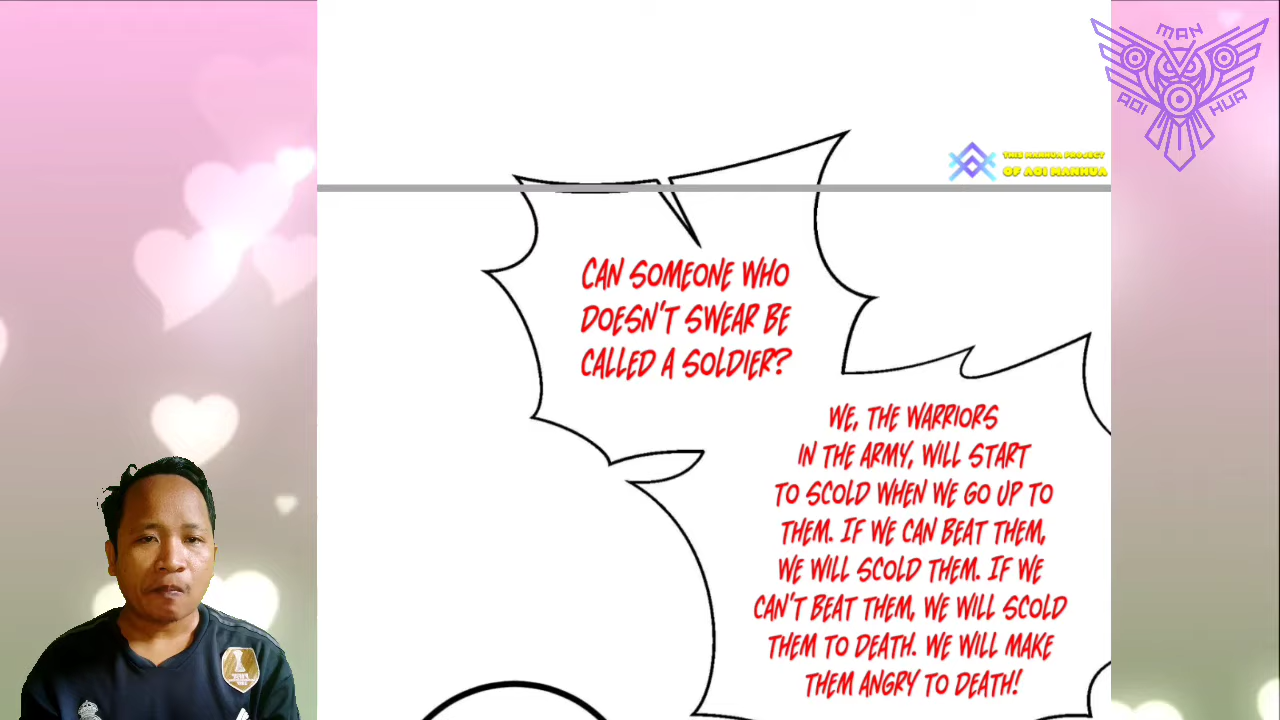 MAN
AOI HUA
THIS MANHUA PROJECT
OF AOI MANHUA
CAN SOMEONE WHO
DOESN'T SWEAR BE
CALLED A SOLDIER?
WE, THE WARRIORS
IN THE ARMY, WILL START
TO SCOLD WHEN WE GO UP TO
THEM. IF WE CAN BEAT THEM,
WE WILL SCOLD THEM. IF WE
CAN'T BEAT THEM, WE WILL SCOLD
THEM TO DEATH. WE WILL MAKE
THEM ANGRY TO DEATH!